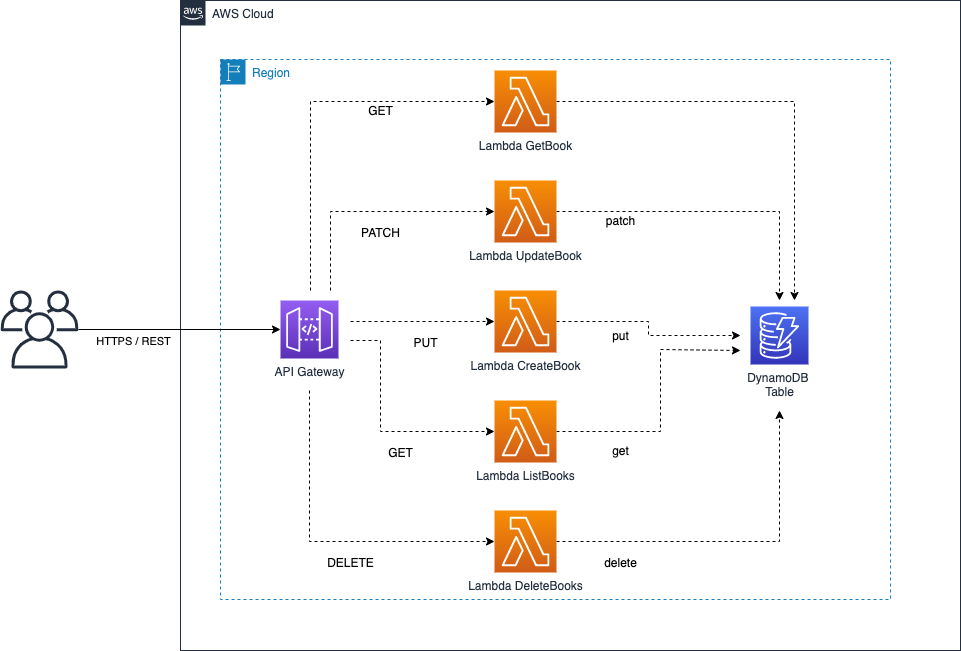 aws
AWS Cloud
Region
GET
Lambda GetBook
PATCH
patch
Lambda UpdateBook
HTTPS / REST
API Gateway
PUT
put
Lambda CreateBook
DynamoDB
Table
GET
get
Lambda ListBooks
DELETE
delete
Lambda DeleteBooks